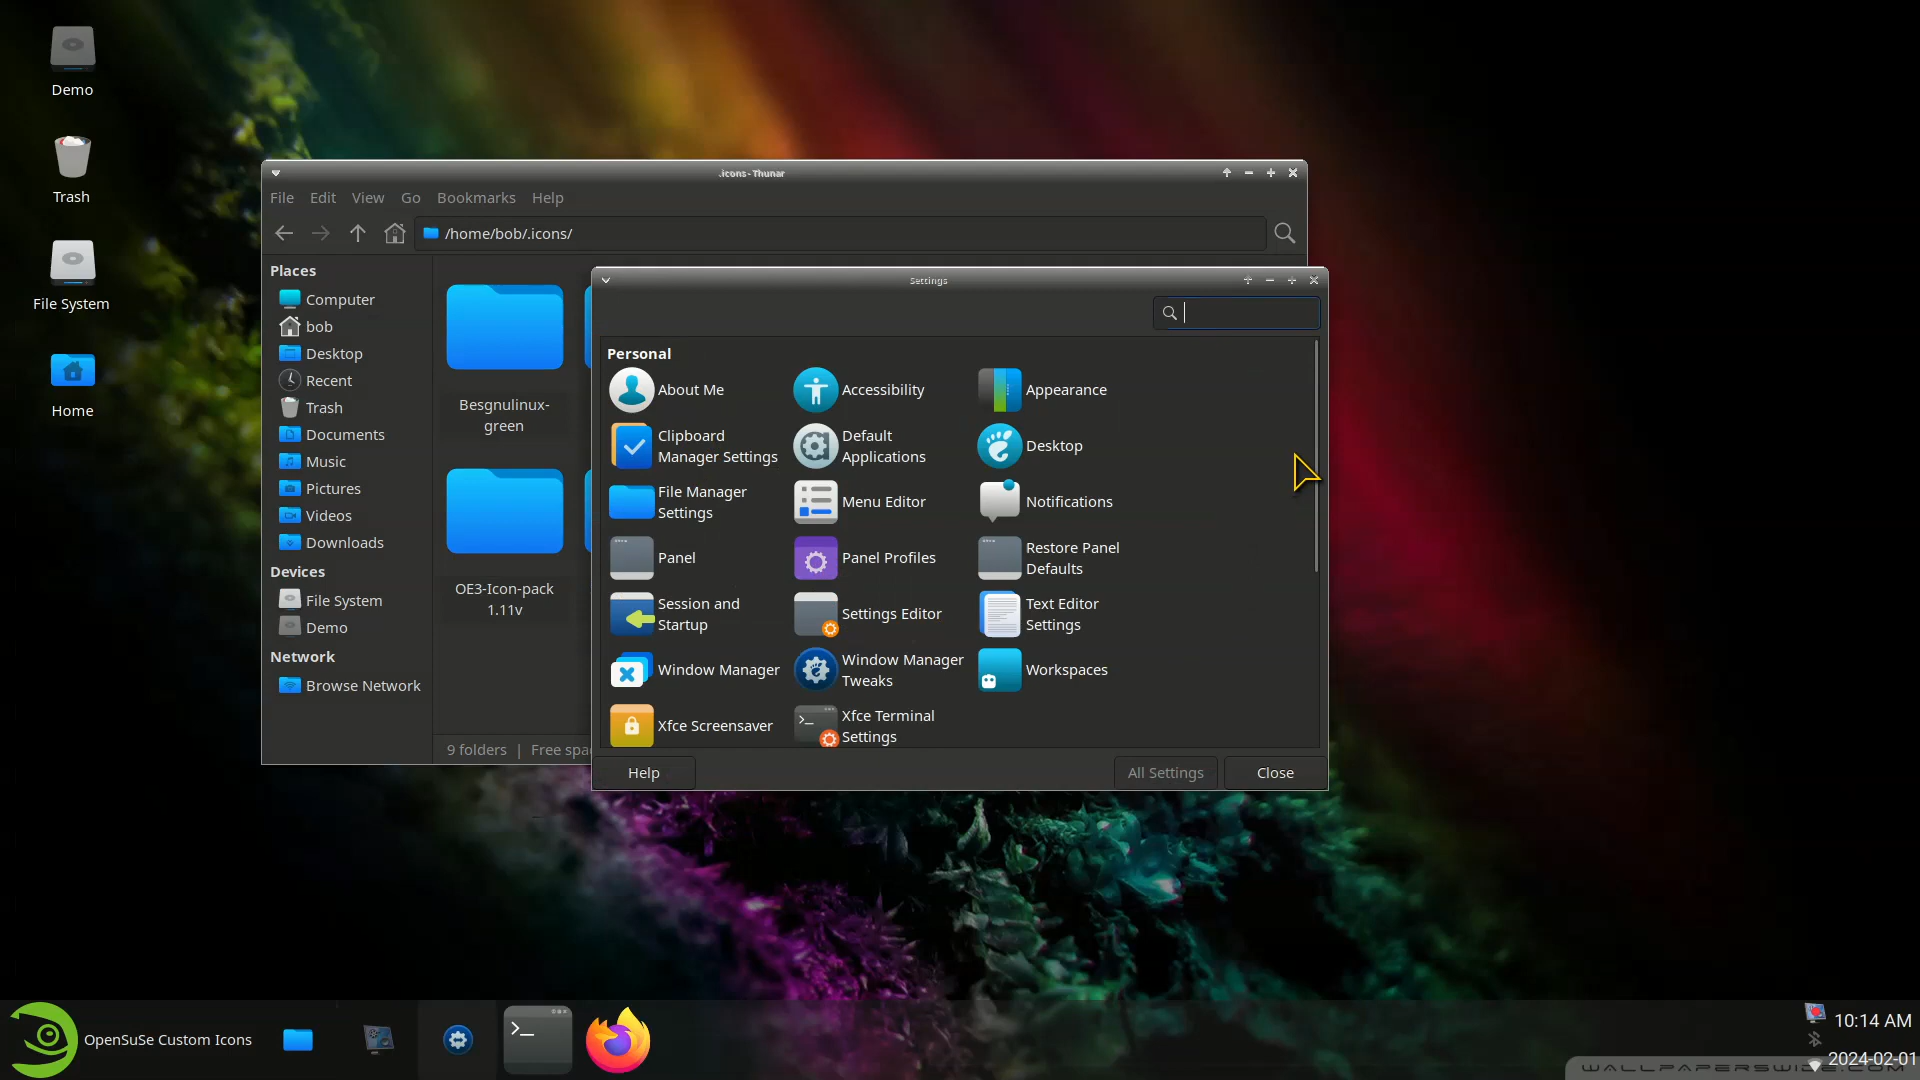 Demo
Trash
File System
Home
.icons - Thunar
File Edit View Go Bookmarks Help
/home/bob/.icons/
Places
Computer
bob
Desktop
Recent
Trash
Documents
Music
Pictures
Videos
Downloads
Devices
File System
Demo
Network
Browse Network
Besgnulinux-
green
OE3-Icon-pack
1.11v
9 folders | Free spa
Settings
Personal
About Me
Accessibility
Appearance
Clipboard
Manager Settings
Default
Applications
Desktop
File Manager
Settings
Menu Editor
Notifications
Panel
Panel Profiles
Restore Panel
Defaults
Session and
Startup
Settings Editor
Text Editor
Settings
Window Manager
Window Manager
Tweaks
Workspaces
Xfce Screensaver
Xfce Terminal
Settings
Help
All Settings
Close
OpenSuSe Custom Icons
10:14 AM
2024-02-01
WALLPAPERSWIDE.COM